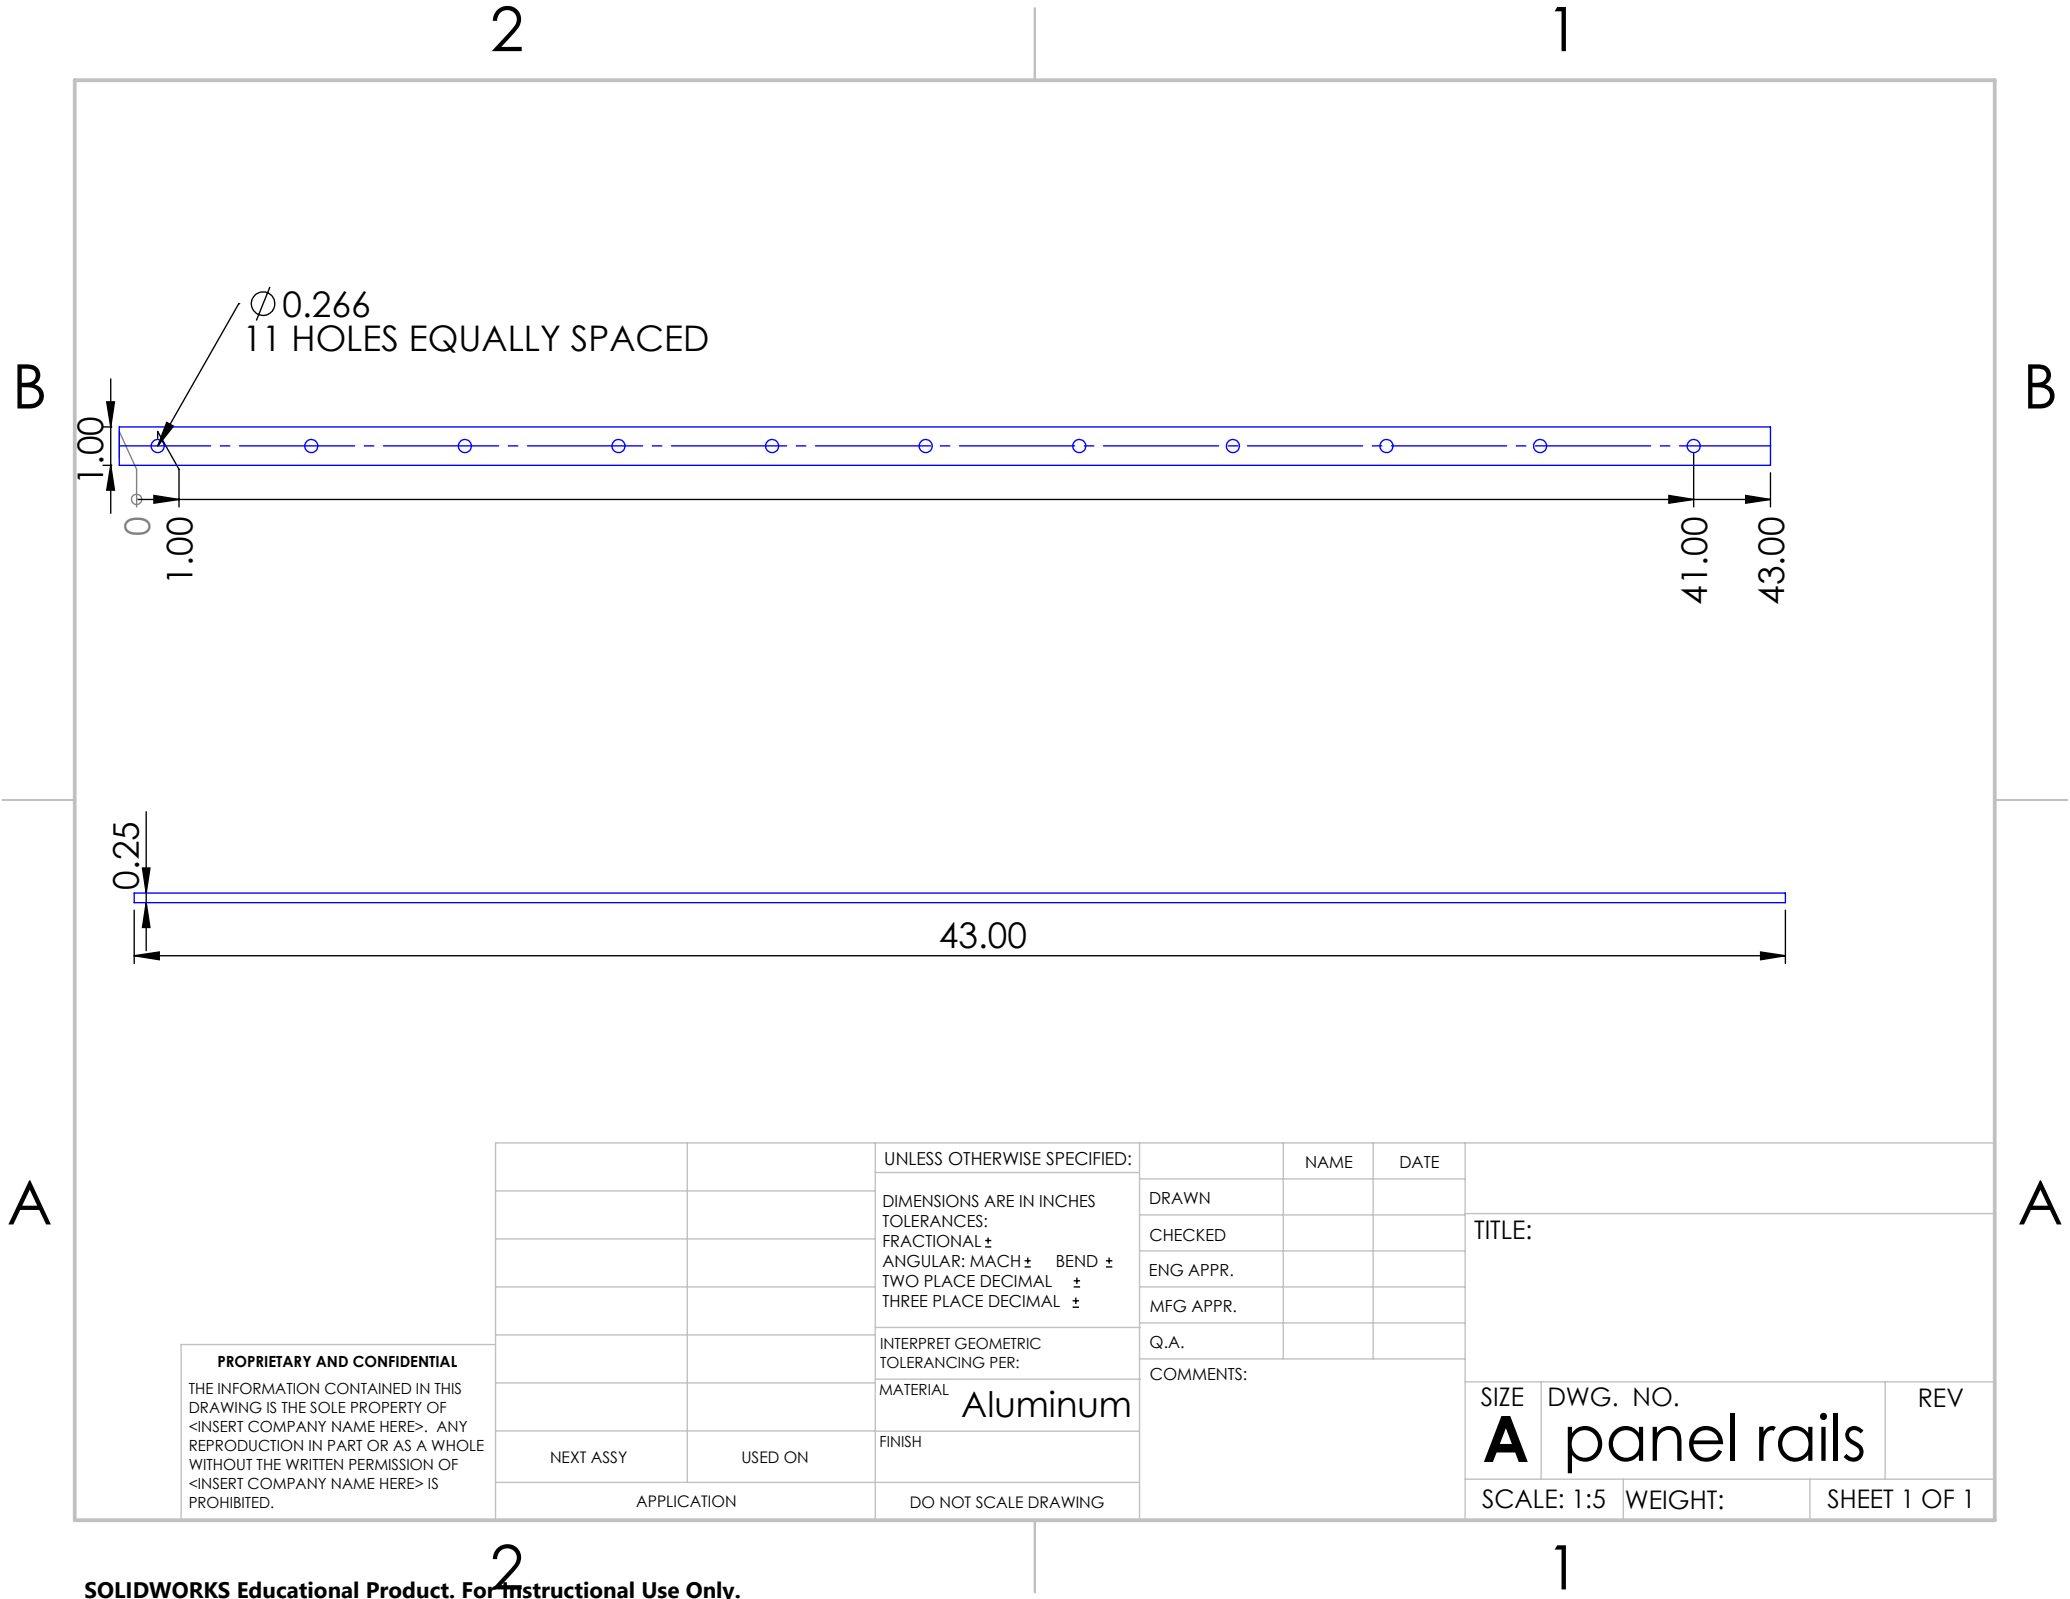 2 1
⌀0.266
11 HOLES EQUALLY SPACED
B B
1.00
0
1.00
41.00
43.00
0.25
43.00
A A
UNLESS OTHERWISE SPECIFIED:
DIMENSIONS ARE IN INCHES
TOLERANCES:
FRACTIONAL ±
ANGULAR: MACH ± BEND ±
TWO PLACE DECIMAL ±
THREE PLACE DECIMAL ±
INTERPRET GEOMETRIC
TOLERANCING PER:
MATERIAL
Aluminum
FINISH
DO NOT SCALE DRAWING
NAME DATE
DRAWN
CHECKED
ENG APPR.
MFG APPR.
Q.A.
COMMENTS:
TITLE:
SIZE DWG. NO. REV
A panel rails
SCALE: 1:5 WEIGHT: SHEET 1 OF 1
PROPRIETARY AND CONFIDENTIAL
THE INFORMATION CONTAINED IN THIS
DRAWING IS THE SOLE PROPERTY OF
<INSERT COMPANY NAME HERE>. ANY
REPRODUCTION IN PART OR AS A WHOLE
WITHOUT THE WRITTEN PERMISSION OF
<INSERT COMPANY NAME HERE> IS
PROHIBITED.
NEXT ASSY USED ON
APPLICATION
2 1
SOLIDWORKS Educational Product. For Instructional Use Only.